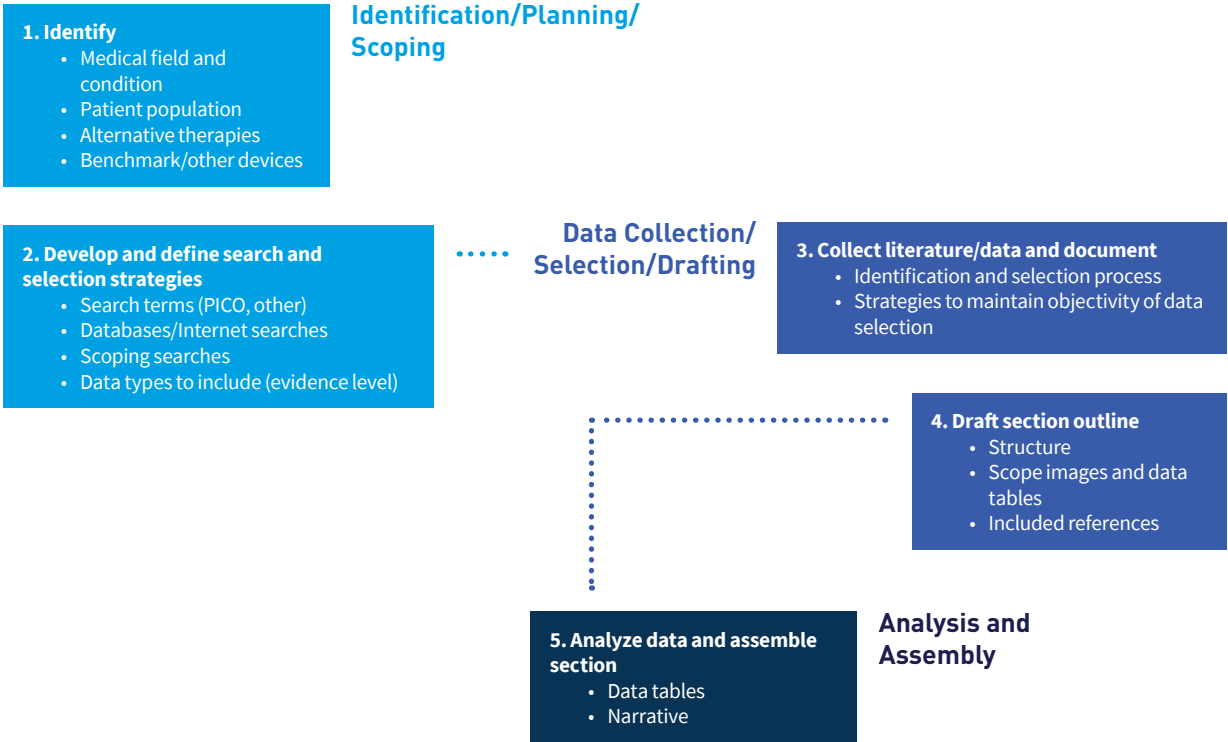 Identification/Planning/
Scoping
1. Identify
• Medical field and
condition
• Patient population
• Alternative therapies
• Benchmark/other devices
2. Develop and define search and
selection strategies
• Search terms (PICO, other)
• Databases/Internet searches
• Scoping searches
• Data types to include (evidence level)
Data Collection/
Selection/Drafting
3. Collect literature/data and document
• Identification and selection process
• Strategies to maintain objectivity of data
selection
4. Draft section outline
• Structure
• Scope images and data
tables
• Included references
5. Analyze data and assemble
section
• Data tables
• Narrative
Analysis and
Assembly